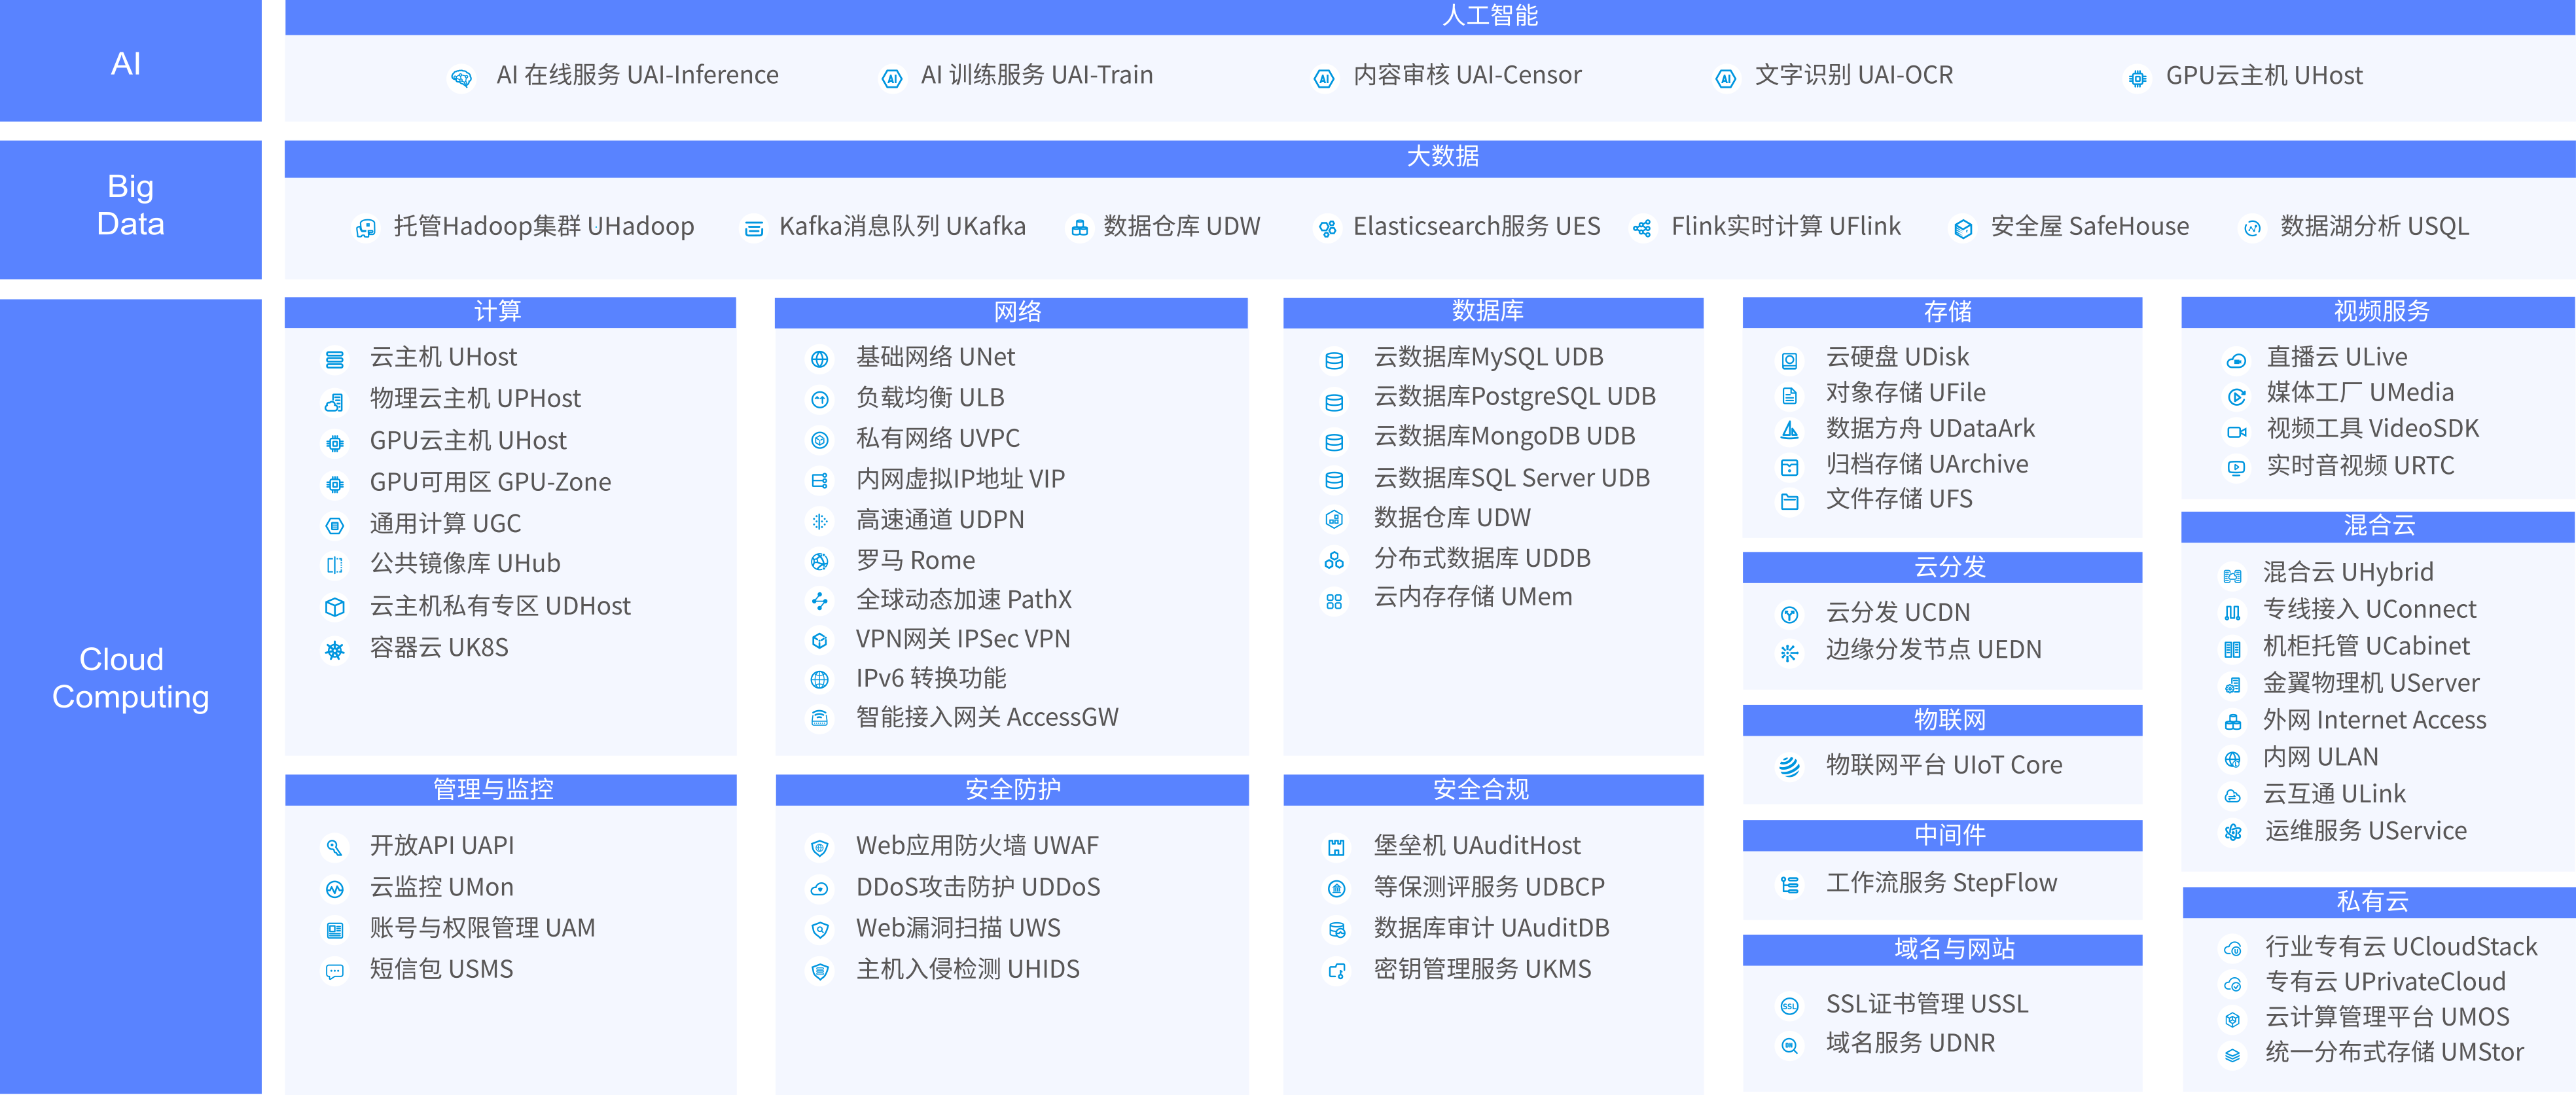 AI
人工智能
AI 在线服务 UAI-Inference
AI 训练服务 UAI-Train
内容审核 UAI-Censor
文字识别 UAI-OCR
GPU云主机 UHost
Big
Data
大数据
托管Hadoop集群 UHadoop
Kafka消息队列 UKafka
数据仓库 UDW
Elasticsearch服务 UES
Flink实时计算 UFlink
安全屋 SafeHouse
数据湖分析 USQL
Cloud
Computing
计算
云主机 UHost
物理云主机 UPHost
GPU云主机 UHost
GPU可用区 GPU-Zone
通用计算 UGC
公共镜像库 UHub
云主机私有专区 UDHost
容器云 UK8S
网络
基础网络 UNet
负载均衡 ULB
私有网络 UVPC
内网虚拟IP地址 VIP
高速通道 UDPN
罗马 Rome
全球动态加速 PathX
VPN网关 IPSec VPN
IPv6 转换功能
智能接入网关 AccessGW
数据库
云数据库MySQL UDB
云数据库PostgreSQL UDB
云数据库MongoDB UDB
云数据库SQL Server UDB
数据仓库 UDW
分布式数据库 UDDB
云内存存储 UMem
存储
云硬盘 UDisk
对象存储 UFile
数据方舟 UDataArk
归档存储 UArchive
文件存储 UFS
云分发
云分发 UCDN
边缘分发节点 UEDN
物联网
物联网平台 UIoT Core
中间件
工作流服务 StepFlow
域名与网站
SSL证书管理 USSL
域名服务 UDNR
视频服务
直播云 ULive
媒体工厂 UMedia
视频工具 VideoSDK
实时音视频 URTC
混合云
混合云 UHybrid
专线接入 UConnect
机柜托管 UCabinet
金翼物理机 UServer
外网 Internet Access
内网 ULAN
云互通 ULink
运维服务 UService
私有云
行业专有云 UCloudStack
专有云 UPrivateCloud
云计算管理平台 UMOS
统一分布式存储 UMStor
管理与监控
开放API UAPI
云监控 UMon
账号与权限管理 UAM
短信包 USMS
安全防护
Web应用防火墙 UWAF
DDoS攻击防护 UDDoS
Web漏洞扫描 UWS
主机入侵检测 UHIDS
安全合规
堡垒机 UAuditHost
等保测评服务 UDBCP
数据库审计 UAuditDB
密钥管理服务 UKMS